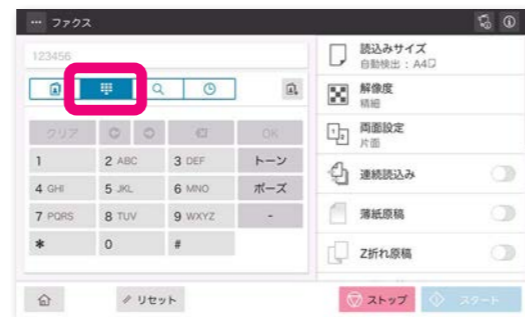 ファクス
123456
クリア
OK
1
2 ABC
3 DEF
トーン
4 GHI
5 JKL
6 MNO
ポーズ
7 PQRS
8 TUV
9 WXYZ
-
*
0
#
リセット
読込みサイズ
自動検出：A4
解像度
精細
両面設定
片面
連続読込み
薄紙原稿
Z折れ原稿
ストップ
スタート